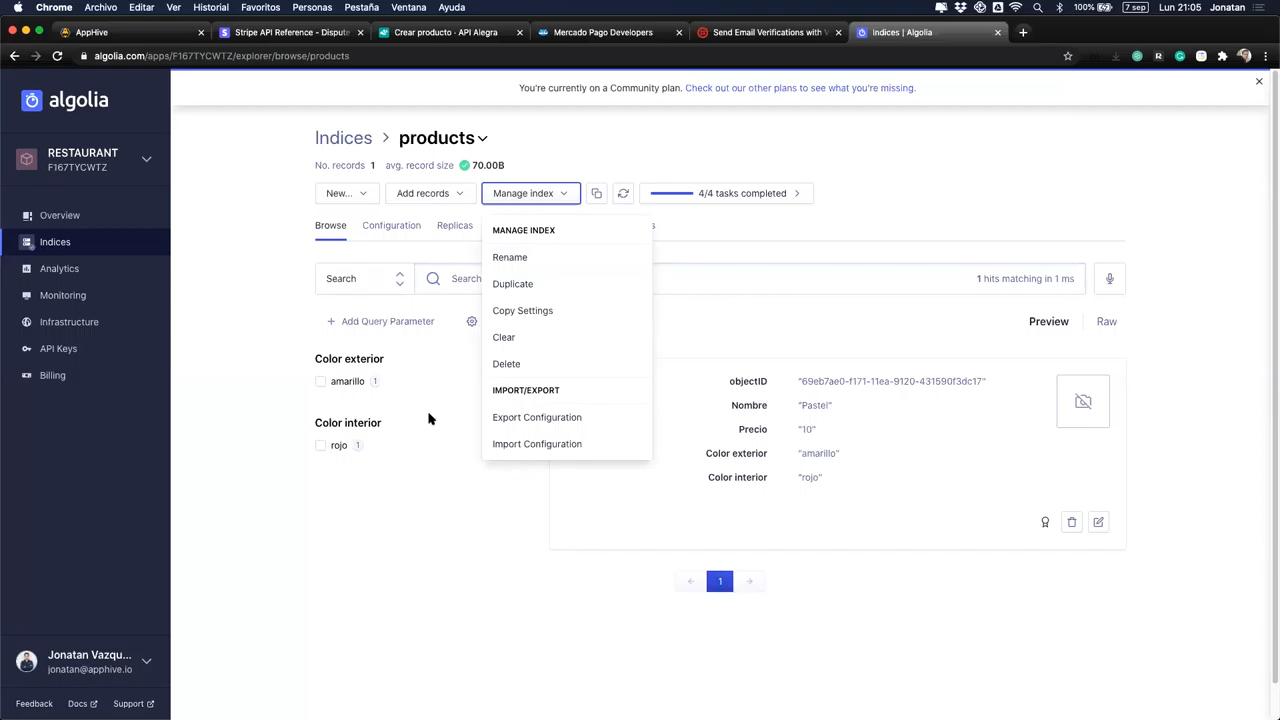 Chrome Archivo Editar Ver Historial Favoritos Personas Pestaña Ventana Ayuda 100% 7 sep Lun 21:05 Jonatan
AppHive
Stripe API Reference - Dispute
Crear producto · API Alegra
Mercado Pago Developers
Send Email Verifications with V
Indices | Algolia
algolia.com/apps/F167TYCWTZ/explorer/browse/products
algolia
You're currently on a Community plan. Check out our other plans to see what you're missing.
RESTAURANT
F167TYCWTZ
Overview
Indices
Analytics
Monitoring
Infrastructure
API Keys
Billing
Jonatan Vazqu...
jonatan@apphive.io
Feedback Docs Support
Indices > products
No. records 1 avg. record size 70.00B
New... Add records Manage index 4/4 tasks completed
Browse Configuration Replicas s
MANAGE INDEX
Rename
Duplicate
Copy Settings
Clear
Delete
IMPORT/EXPORT
Export Configuration
Import Configuration
Search Search 1 hits matching in 1 ms
Add Query Parameter
Preview Raw
Color exterior
amarillo 1
Color interior
rojo 1
objectID "69eb7ae0-f171-11ea-9120-431590f3dc17"
Nombre "Pastel"
Precio "10"
Color exterior "amarillo"
Color interior "rojo"
1